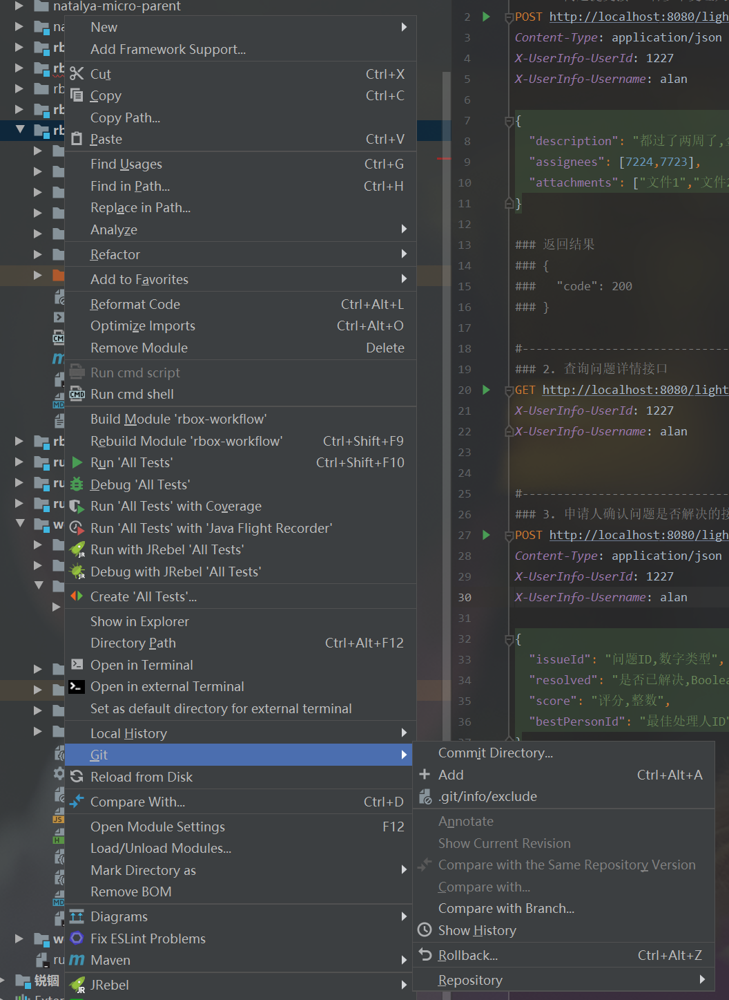 natalya-micro-parent
New
Add Framework Support...
Cut Ctrl+X
Copy Ctrl+C
Copy Path...
Paste Ctrl+V
Find Usages Ctrl+G
Find in Path... Ctrl+H
Replace in Path...
Analyze
Refactor
Add to Favorites
Reformat Code Ctrl+Alt+L
Optimize Imports Ctrl+Alt+O
Remove Module Delete
Run cmd script
Run cmd shell
Build Module 'rbox-workflow'
Rebuild Module 'rbox-workflow' Ctrl+Shift+F9
Run 'All Tests' Ctrl+Shift+F10
Debug 'All Tests'
Run 'All Tests' with Coverage
Run 'All Tests' with 'Java Flight Recorder'
Run with JRebel 'All Tests'
Debug with JRebel 'All Tests'
Create 'All Tests'...
Show in Explorer
Directory Path Ctrl+Alt+F12
Open in Terminal
Open in external Terminal
Set as default directory for external terminal
Local History
Git
Reload from Disk
Compare With... Ctrl+D
Open Module Settings F12
Load/Unload Modules...
Mark Directory as
Remove BOM
Diagrams
Fix ESLint Problems
Maven
JRebel
锐锢
2 POST http://localhost:8080/ligh
3 Content-Type: application/json
4 X-UserInfo-UserId: 1227
5 X-UserInfo-Username: alan
6
7 {
8 "description": "都过了两周了,
9 "assignees": [7224,7723],
10 "attachments": ["文件1","文件2
11 }
12
13 ### 返回结果
14 ### {
15 ### "code": 200
16 ### }
17
18 #------------------------------
19 ### 2. 查询问题详情接口
20 GET http://localhost:8080/light
21 X-UserInfo-UserId: 1227
22 X-UserInfo-Username: alan
23
24
25 #------------------------------
26 ### 3. 申请人确认问题是否解决的接
27 POST http://localhost:8080/ligh
28 Content-Type: application/json
29 X-UserInfo-UserId: 1227
30 X-UserInfo-Username: alan
31
32 {
33 "issueId": "问题ID,数字类型",
34 "resolved": "是否已解决,Boolea
35 "score": "评分,整数",
36 "bestPersonId": "最佳处理人ID"
Commit Directory...
Add Ctrl+Alt+A
.git/info/exclude
Annotate
Show Current Revision
Compare with the Same Repository Version
Compare with...
Compare with Branch...
Show History
Rollback... Ctrl+Alt+Z
Repository